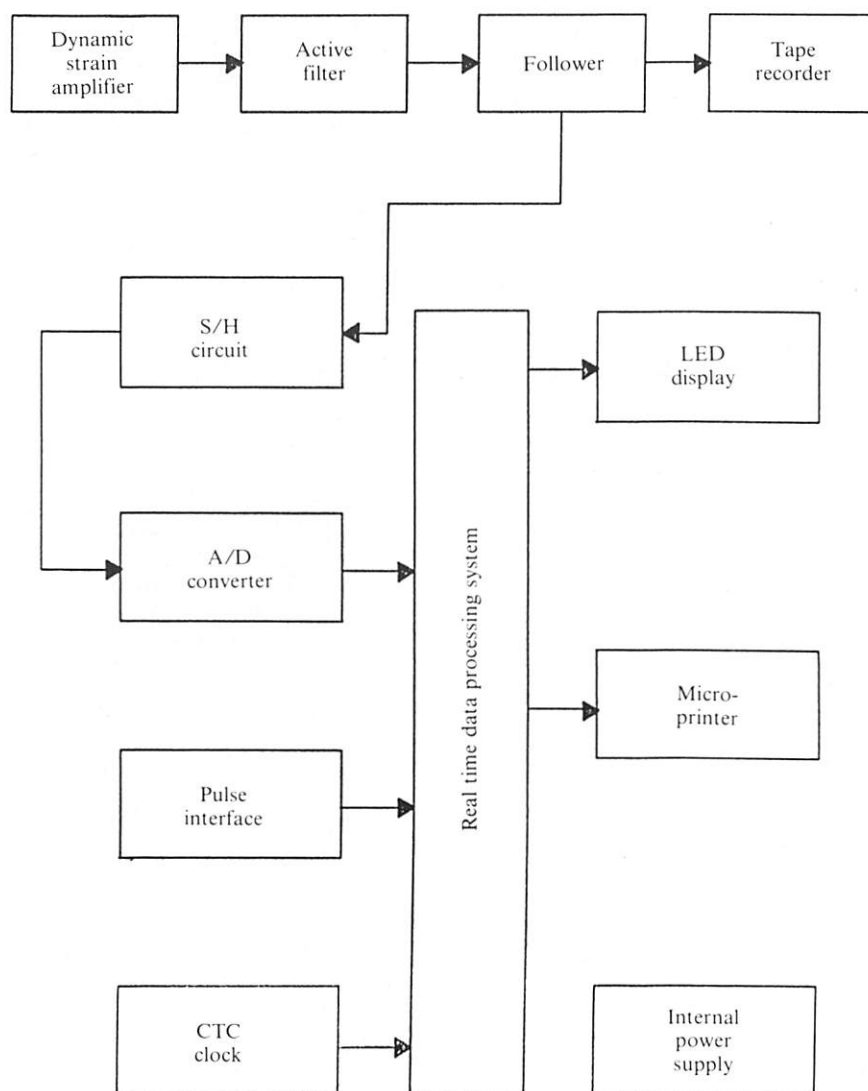 Dynamic
strain
amplifier
Active
filter
Follower
Tape
recorder
S/H
circuit
LED
display
A/D
converter
Real time data processing system
Micro-
printer
Pulse
interface
CTC
clock
Internal
power
supply